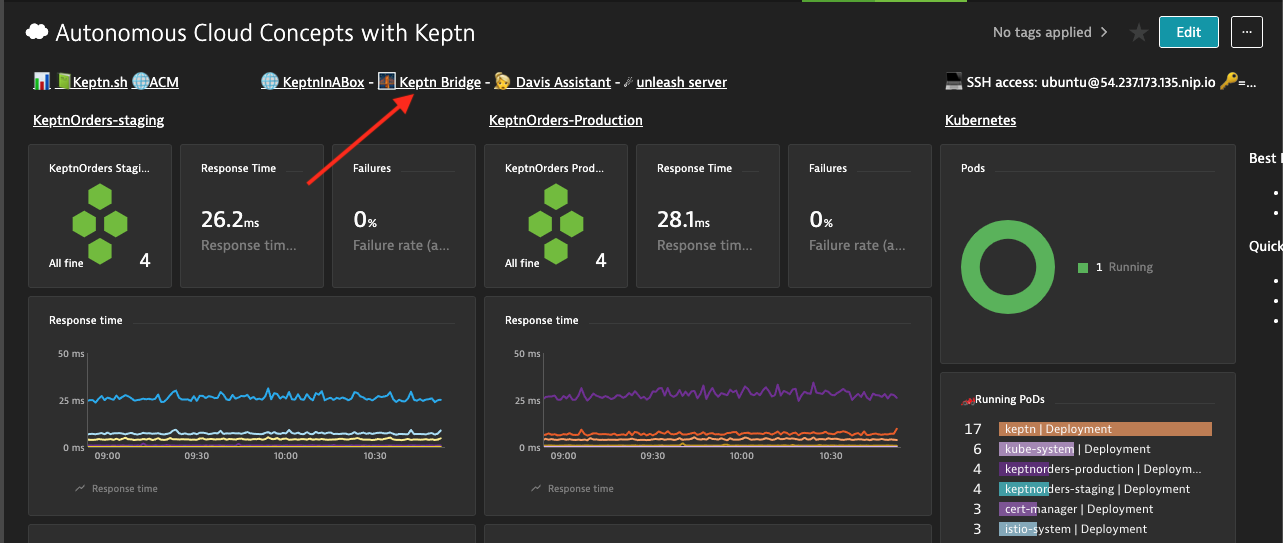 Autonomous Cloud Concepts with Keptn
No tags applied
Edit
...
Keptn.sh ACM
KeptnInABox - Keptn Bridge - Davis Assistant - unleash server
SSH access: ubuntu@54.237.173.135.nip.io =...
KeptnOrders-staging
KeptnOrders-Production
Kubernetes
KeptnOrders Stagi...
All fine
4
Response Time
26.2ms
Response tim...
Failures
0%
Failure rate (a...
KeptnOrders Prod...
All fine
4
Response Time
28.1ms
Response tim...
Failures
0%
Failure rate (a...
Pods
1 Running
Best
Quick
Response time
50 ms
25 ms
0 ms
09:00 09:30 10:00 10:30
Response time
Response time
50 ms
25 ms
0 ms
09:00 09:30 10:00 10:30
Response time
Running PoDs
17 keptn | Deployment
6 kube-system | Deployment
4 keptnorders-production | Deploym...
4 keptnorders-staging | Deployment
3 cert-manager | Deployment
3 istio-system | Deployment